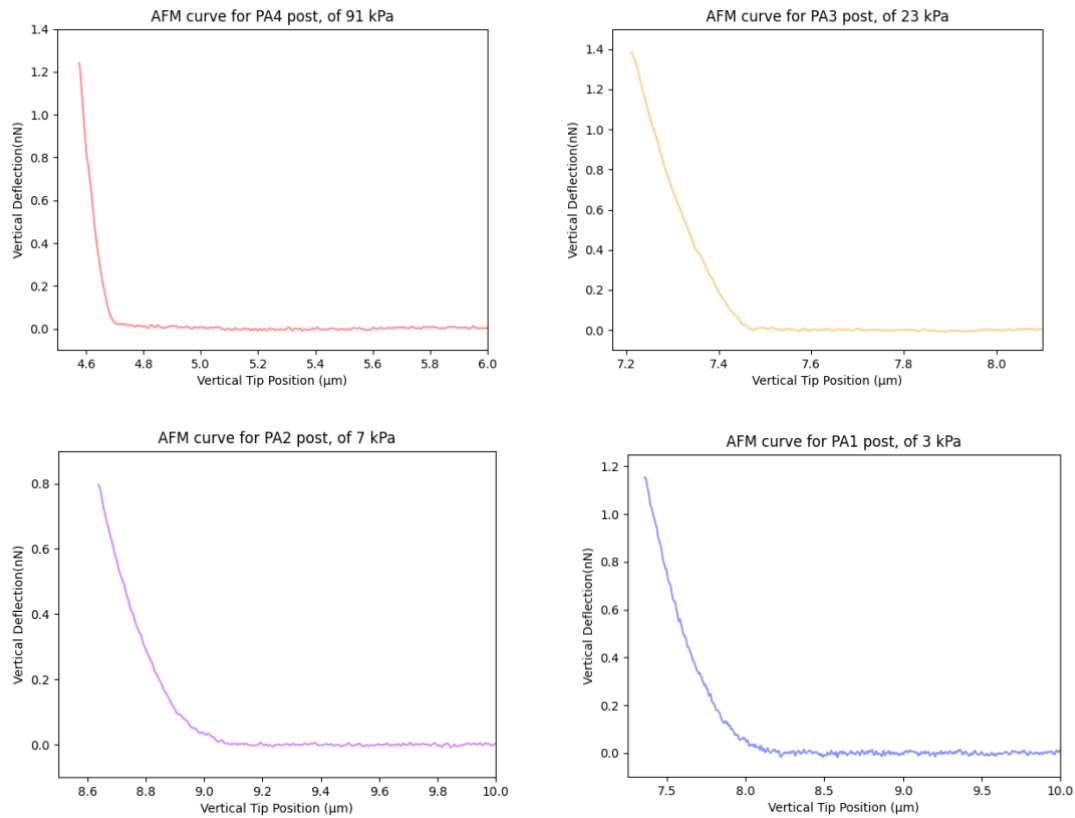 AFM curve for PA4 post, of 91 kPa
1.4
1.2
1.0
0.8
0.6
0.4
0.2
0.0
Vertical Deflection(nN)
4.6 4.8 5.0 5.2 5.4 5.6 5.8 6.0
Vertical Tip Position (μm)
AFM curve for PA3 post, of 23 kPa
1.4
1.2
1.0
0.8
0.6
0.4
0.2
0.0
Vertical Deflection(nN)
7.2 7.4 7.6 7.8 8.0
Vertical Tip Position (μm)
AFM curve for PA2 post, of 7 kPa
0.8
0.6
0.4
0.2
0.0
Vertical Deflection(nN)
8.6 8.8 9.0 9.2 9.4 9.6 9.8 10.0
Vertical Tip Position (μm)
AFM curve for PA1 post, of 3 kPa
1.2
1.0
0.8
0.6
0.4
0.2
0.0
Vertical Deflection(nN)
7.5 8.0 8.5 9.0 9.5 10.0
Vertical Tip Position (μm)